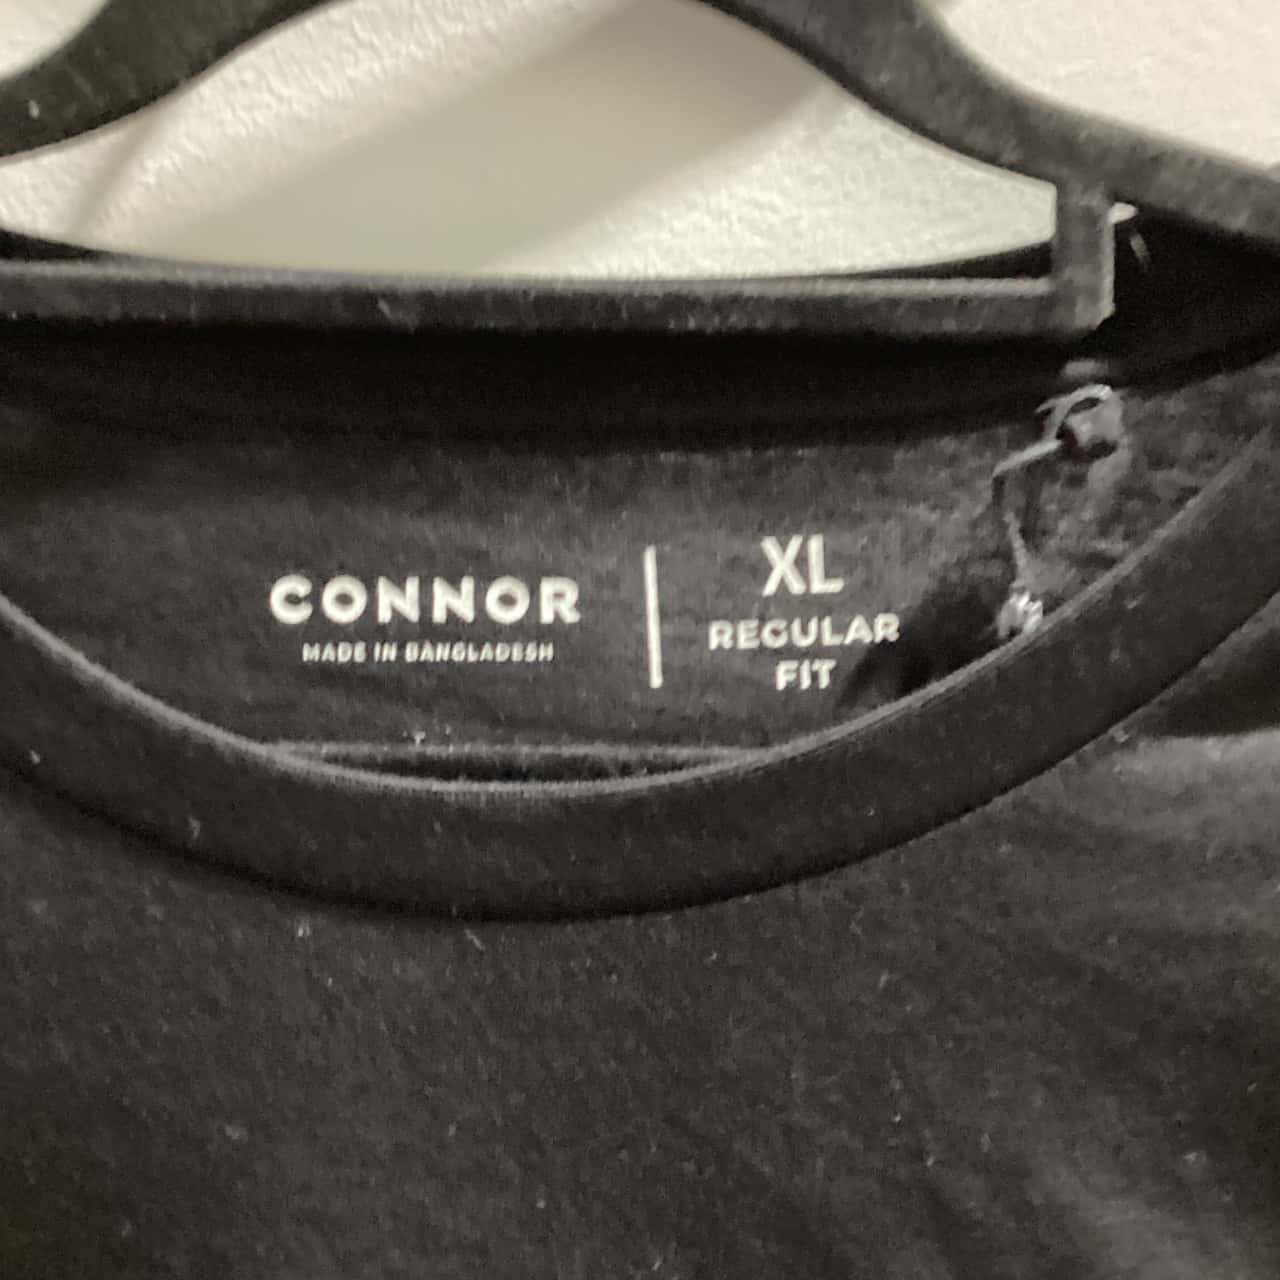 CONNOR
MADE IN BANGLADESH
XL
REGULAR
FIT